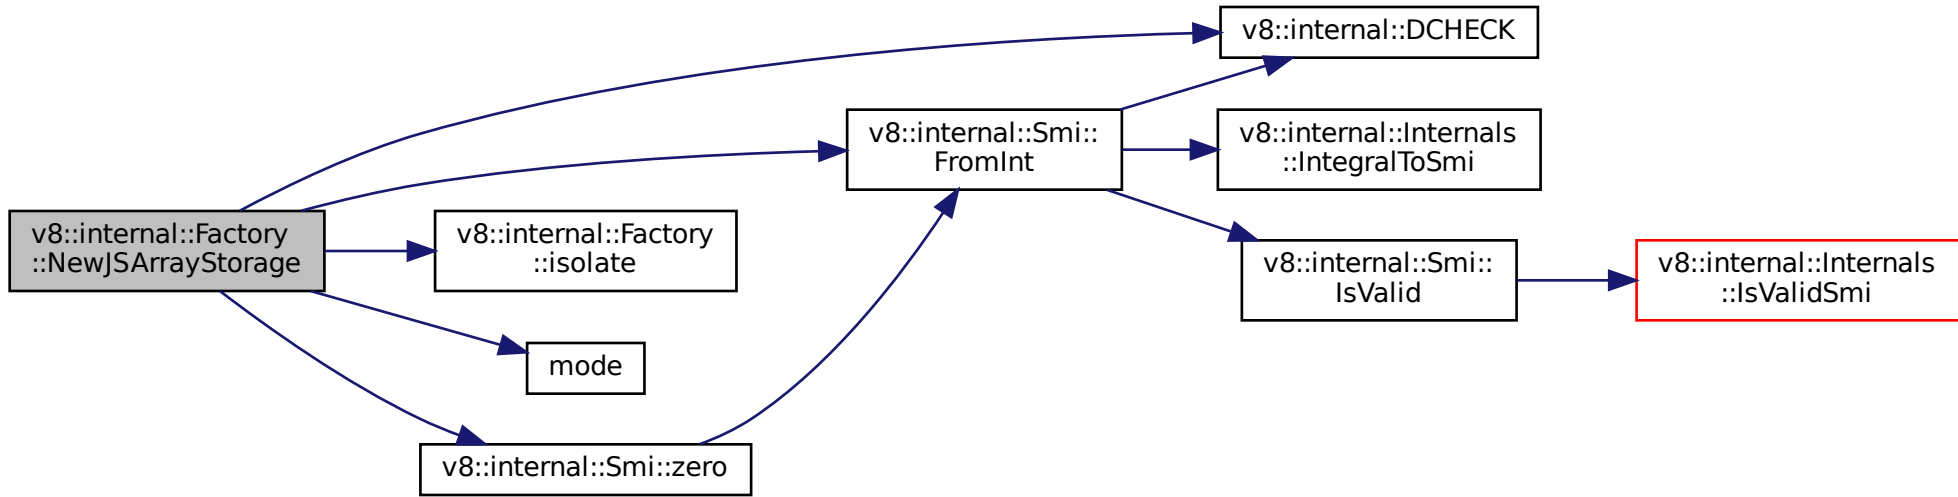 v8::internal::Factory
::NewJSArrayStorage
v8::internal::DCHECK
v8::internal::Smi::
FromInt
v8::internal::Internals
::IntegralToSmi
v8::internal::Smi::
IsValid
v8::internal::Internals
::IsValidSmi
v8::internal::Factory
::isolate
mode
v8::internal::Smi::zero